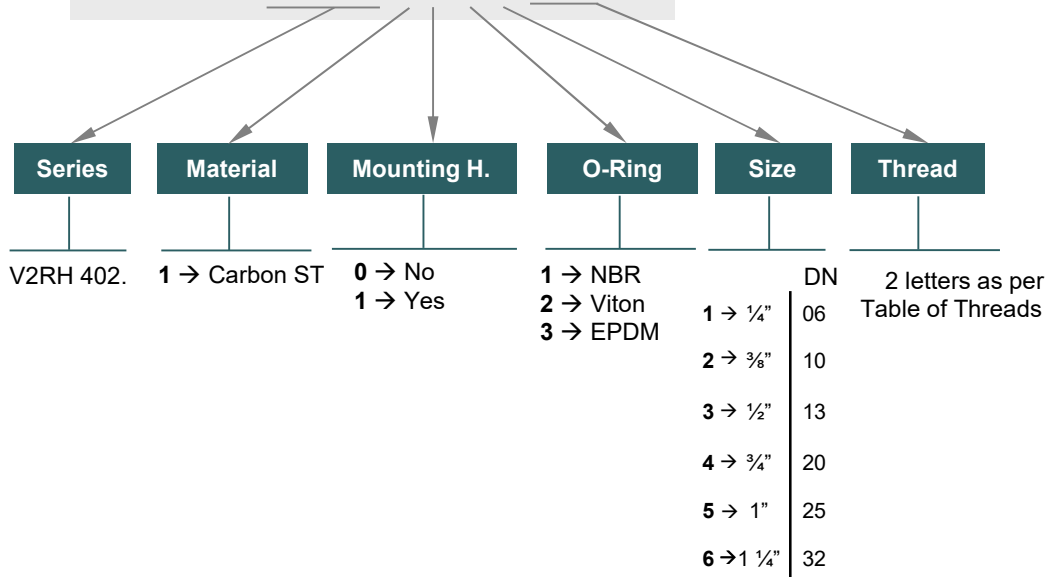 Series Material Mounting H. O-Ring Size Thread
V2RH 402.
1 → Carbon ST
0 → No
1 → Yes
1 → NBR
2 → Viton
3 → EPDM
DN
1 → ¼” 06
2 → ⅜” 10
3 → ½” 13
4 → ¾” 20
5 → 1” 25
6 →1 ¼” 32
2 letters as per
Table of Threads